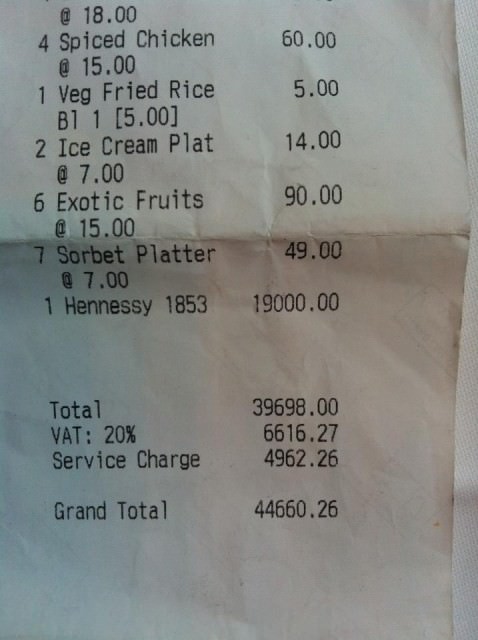 @ 18.00
4 Spiced Chicken 60.00
@ 15.00
1 Veg Fried Rice 5.00
Bl 1 [5.00]
2 Ice Cream Plat 14.00
@ 7.00
6 Exotic Fruits 90.00
@ 15.00
7 Sorbet Platter 49.00
@ 7.00
1 Hennessy 1853 19000.00
Total 39698.00
VAT: 20% 6616.27
Service Charge 4962.26
Grand Total 44660.26